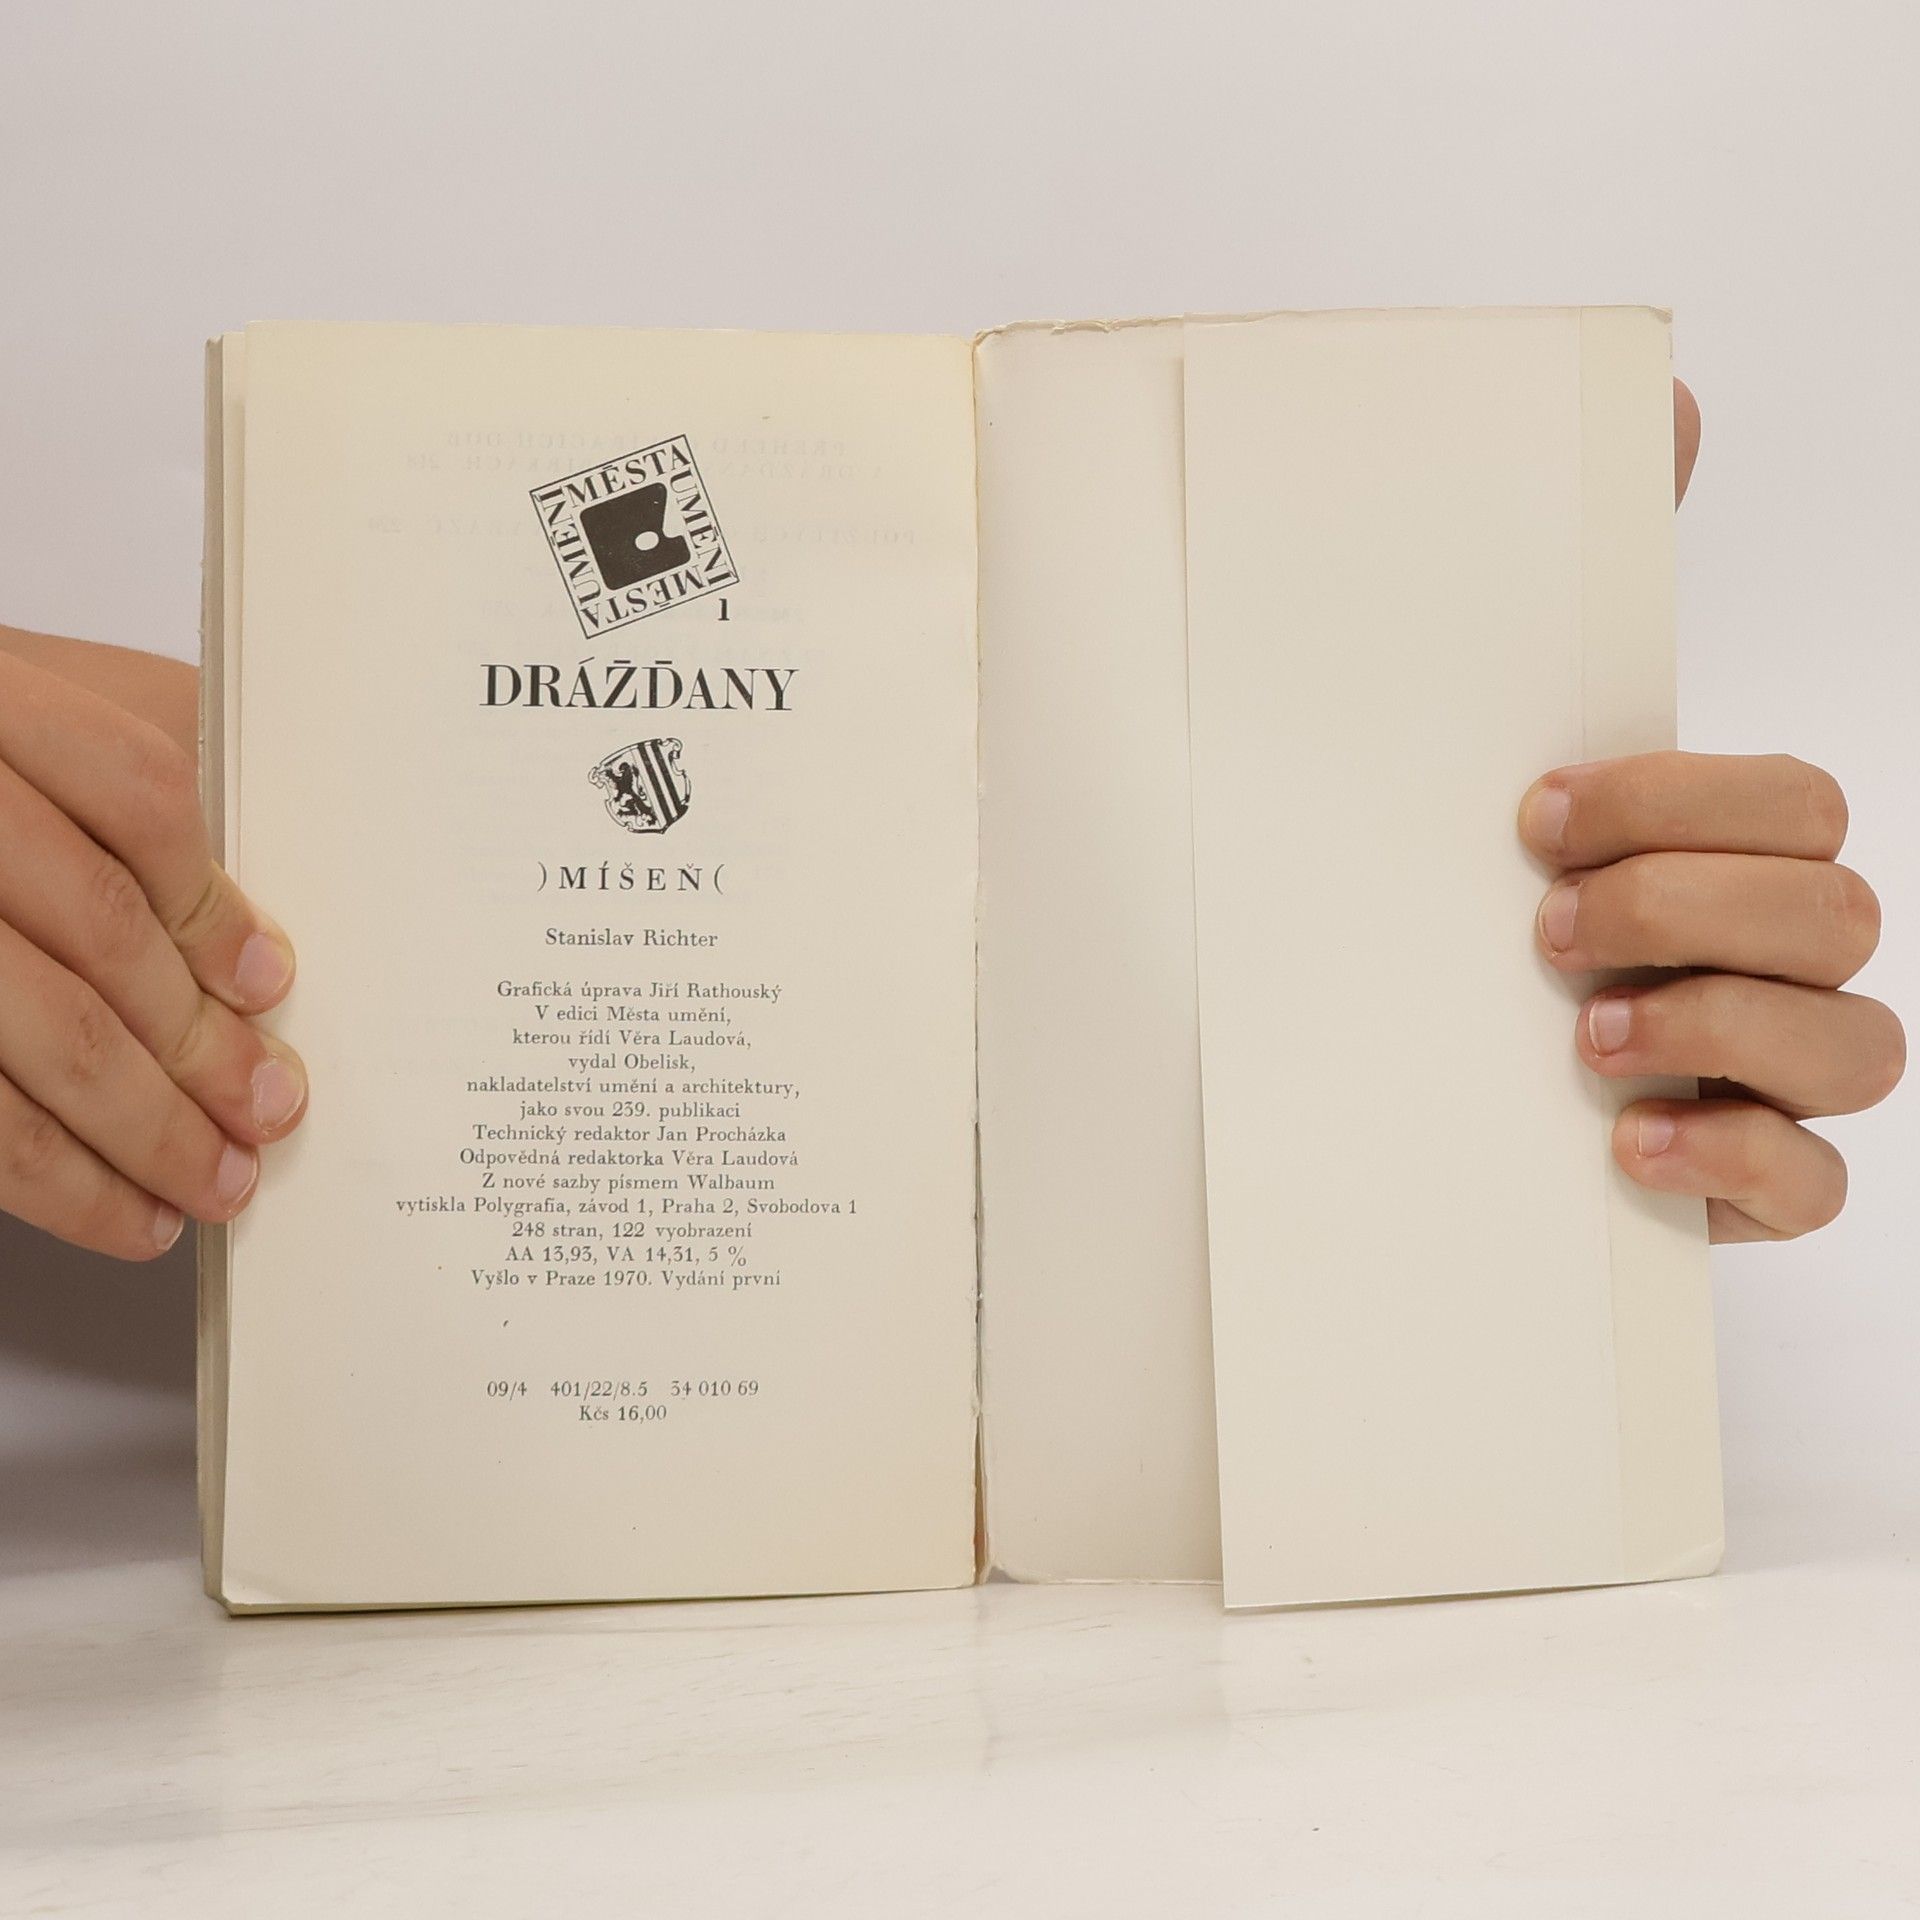 MĚSTA
UMĚNÍ
MĚSTA
UMĚNÍ
1
DRÁŽĎANY
)MÍŠEŇ(
Stanislav Richter
Grafická úprava Jiří Rathouský
V edici Města umění,
kterou řídí Věra Laudová,
vydal Obelisk,
nakladatelství umění a architektury,
jako svou 239. publikaci
Technický redaktor Jan Procházka
Odpovědná redaktorka Věra Laudová
Z nové sazby písmem Walbaum
vytiskla Polygrafia, závod 1, Praha 2, Svobodova 1
248 stran, 122 vyobrazení
AA 13,93, VA 14,31, 5 %
Vyšlo v Praze 1970. Vydání první
09/4 401/22/8.5 34 010 69
Kčs 16,00